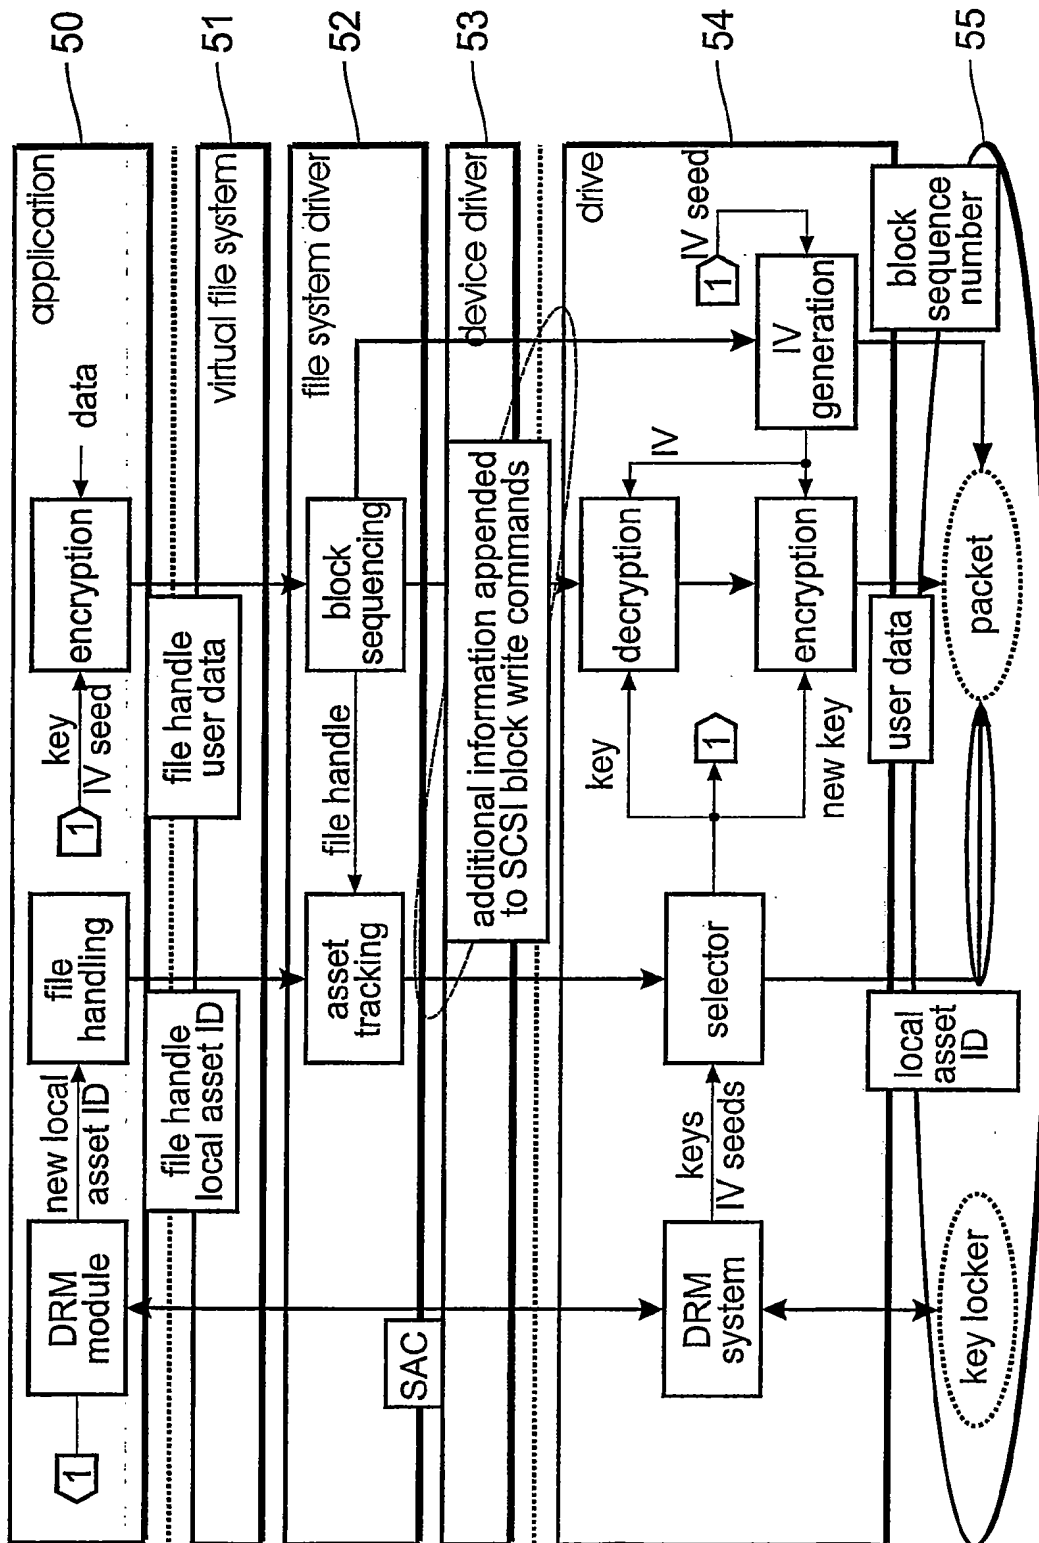 application
50
1
DRM
module
new local
asset ID
file
handling
1
key
IV seed
encryption
data
file handle
local asset ID
file handle
user data
virtual file system
51
file system driver
52
asset
tracking
file handle
block
sequencing
SAC
device driver
53
additional information appended
to SCSI block write commands
drive
54
DRM
system
keys
IV seeds
selector
1
key
new key
decryption
encryption
IV
IV
generation
1
IV seed
local
asset
ID
user data
block
sequence
number
55
key locker
packet